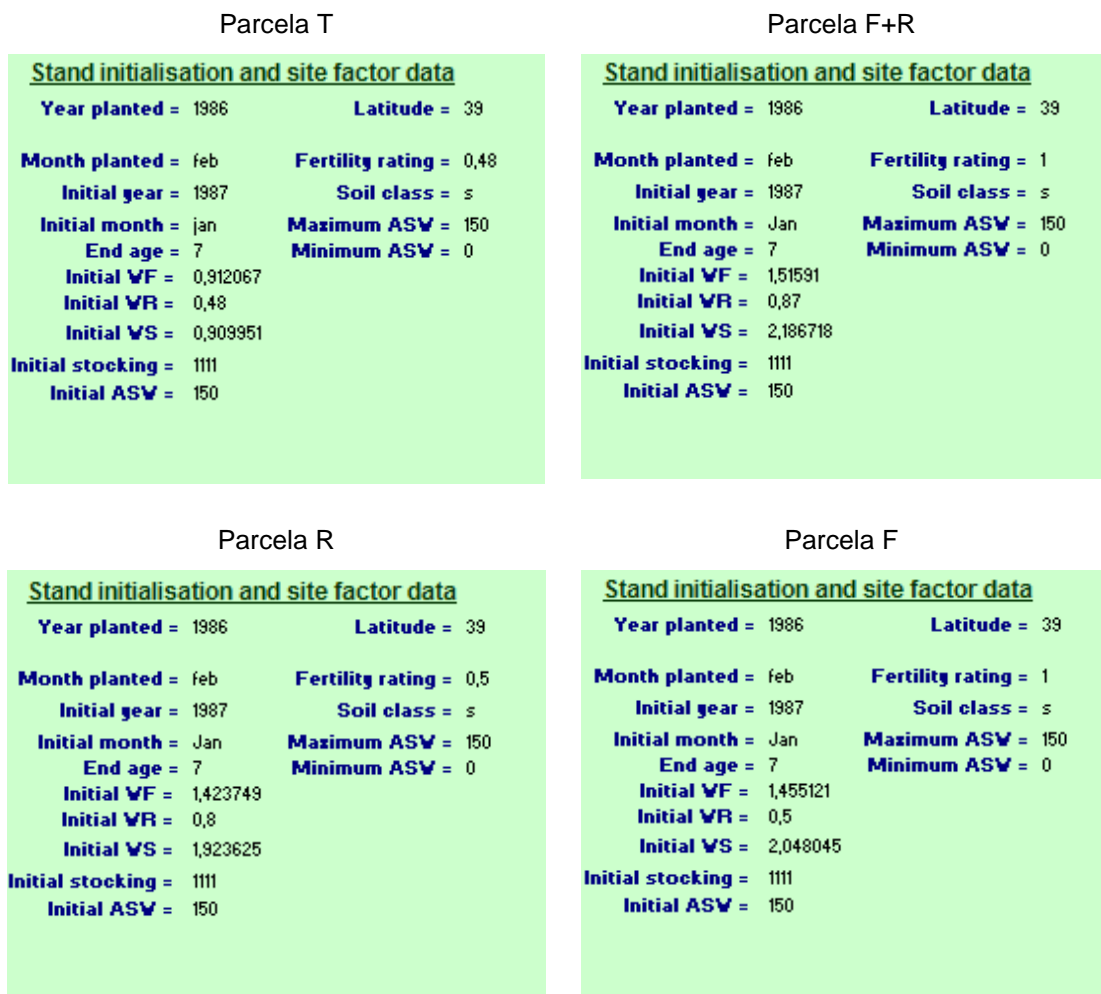 Parcela T
Stand initialisation and site factor data
Year planted = 1986 Latitude = 39
Month planted = feb Fertility rating = 0,48
Initial year = 1987 Soil class = s
Initial month = jan Maximum ASW = 150
End age = 7 Minimum ASW = 0
Initial WF = 0,912067
Initial WR = 0,48
Initial WS = 0,909951
Initial stocking = 1111
Initial ASW = 150
Parcela F+R
Stand initialisation and site factor data
Year planted = 1986 Latitude = 39
Month planted = feb Fertility rating = 1
Initial year = 1987 Soil class = s
Initial month = Jan Maximum ASW = 150
End age = 7 Minimum ASW = 0
Initial WF = 1,51591
Initial WR = 0,87
Initial WS = 2,186718
Initial stocking = 1111
Initial ASW = 150
Parcela R
Stand initialisation and site factor data
Year planted = 1986 Latitude = 39
Month planted = feb Fertility rating = 0,5
Initial year = 1987 Soil class = s
Initial month = Jan Maximum ASW = 150
End age = 7 Minimum ASW = 0
Initial WF = 1,423749
Initial WR = 0,8
Initial WS = 1,923625
Initial stocking = 1111
Initial ASW = 150
Parcela F
Stand initialisation and site factor data
Year planted = 1986 Latitude = 39
Month planted = feb Fertility rating = 1
Initial year = 1987 Soil class = s
Initial month = Jan Maximum ASW = 150
End age = 7 Minimum ASW = 0
Initial WF = 1,455121
Initial WR = 0,5
Initial WS = 2,048045
Initial stocking = 1111
Initial ASW = 150